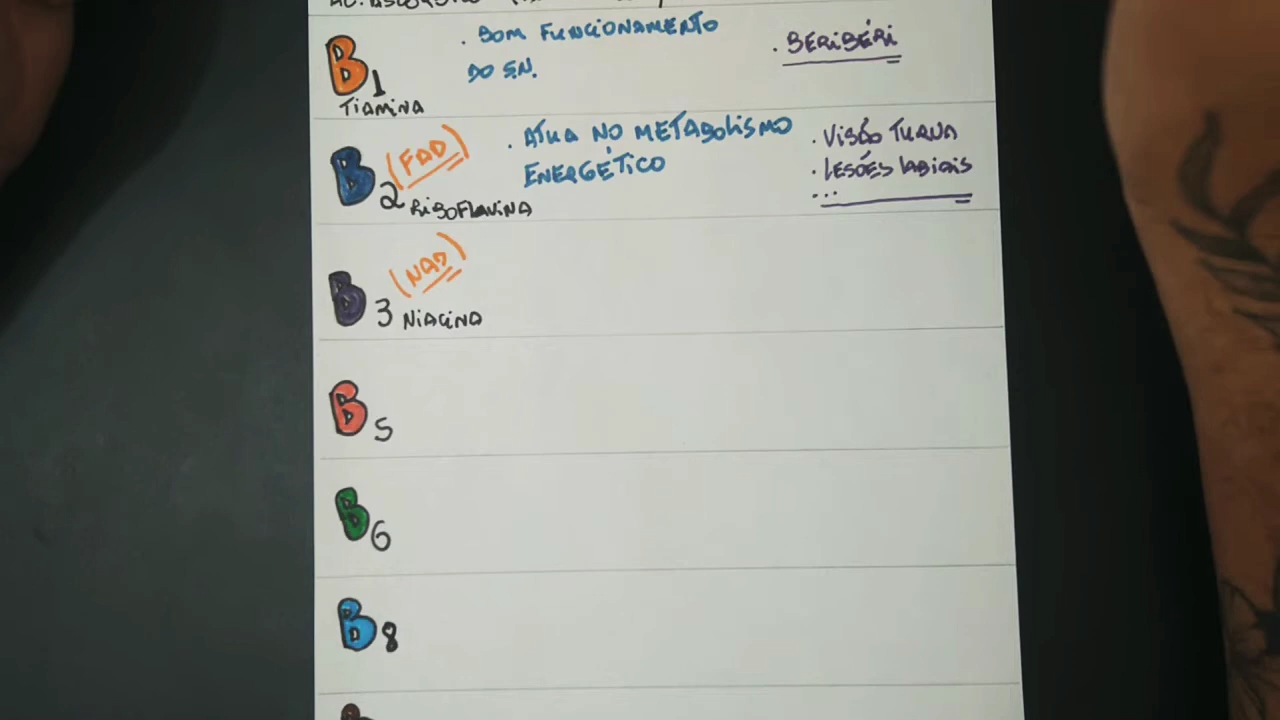 B1
TIAMINA
. BOM FUNCIONAMENTO
DO S.N.
. BERIBÉRI
B2
(FAD)
RIBOFLAVINA
. ATUA NO METABOLISMO
ENERGÉTICO
. VISÃO TURVA
. LESÕES LABIAIS
...
B3
(NAD)
NIACINA
B5
B6
B8